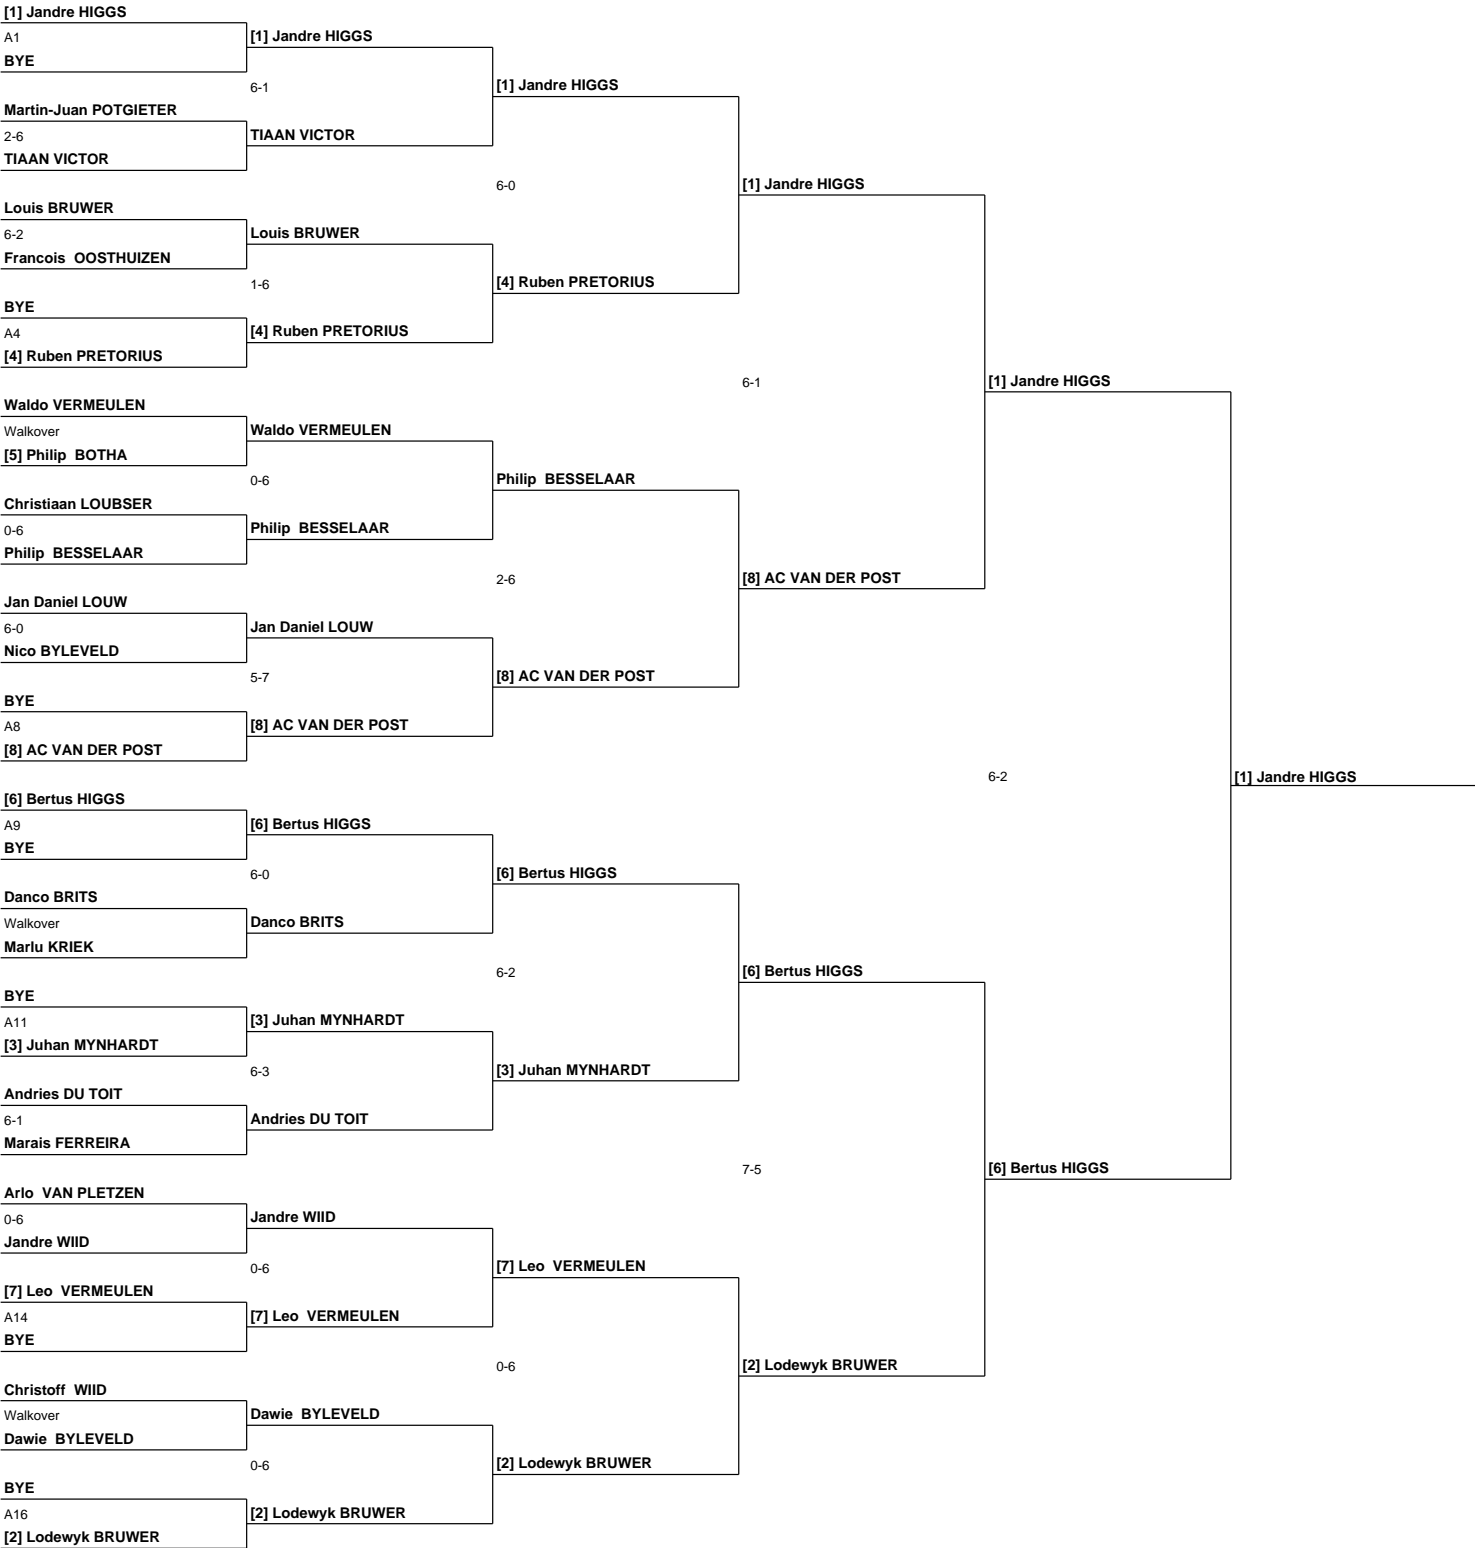 [1] Jandre HIGGS
A1
BYE
Martin-Juan POTGIETER
2-6
TIAAN VICTOR
Louis BRUWER
6-2
Francois  OOSTHUIZEN
BYE
A4
[4] Ruben PRETORIUS
Waldo VERMEULEN
Walkover
[5] Philip  BOTHA
Christiaan LOUBSER
0-6
Philip  BESSELAAR
Jan Daniel LOUW
6-0
Nico BYLEVELD
BYE
A8
[8] AC VAN DER POST
[6] Bertus HIGGS
A9
BYE
Danco BRITS
Walkover
Marlu KRIEK
BYE
A11
[3] Juhan MYNHARDT
Andries DU TOIT
6-1
Marais FERREIRA
Arlo  VAN PLETZEN
0-6
Jandre WIID
[7] Leo  VERMEULEN
A14
BYE
Christoff  WIID
Walkover
Dawie  BYLEVELD
BYE
A16
[2] Lodewyk BRUWER
[1] Jandre HIGGS
6-1
TIAAN VICTOR
Louis BRUWER
1-6
[4] Ruben PRETORIUS
Waldo VERMEULEN
0-6
Philip  BESSELAAR
Jan Daniel LOUW
5-7
[8] AC VAN DER POST
[6] Bertus HIGGS
6-0
Danco BRITS
[3] Juhan MYNHARDT
6-3
Andries DU TOIT
Jandre WIID
0-6
[7] Leo  VERMEULEN
Dawie  BYLEVELD
0-6
[2] Lodewyk BRUWER
[1] Jandre HIGGS
6-0
[4] Ruben PRETORIUS
Philip  BESSELAAR
2-6
[8] AC VAN DER POST
[6] Bertus HIGGS
6-2
[3] Juhan MYNHARDT
[7] Leo  VERMEULEN
0-6
[2] Lodewyk BRUWER
[1] Jandre HIGGS
6-1
[8] AC VAN DER POST
[6] Bertus HIGGS
7-5
[2] Lodewyk BRUWER
[1] Jandre HIGGS
6-2
[6] Bertus HIGGS
[1] Jandre HIGGS